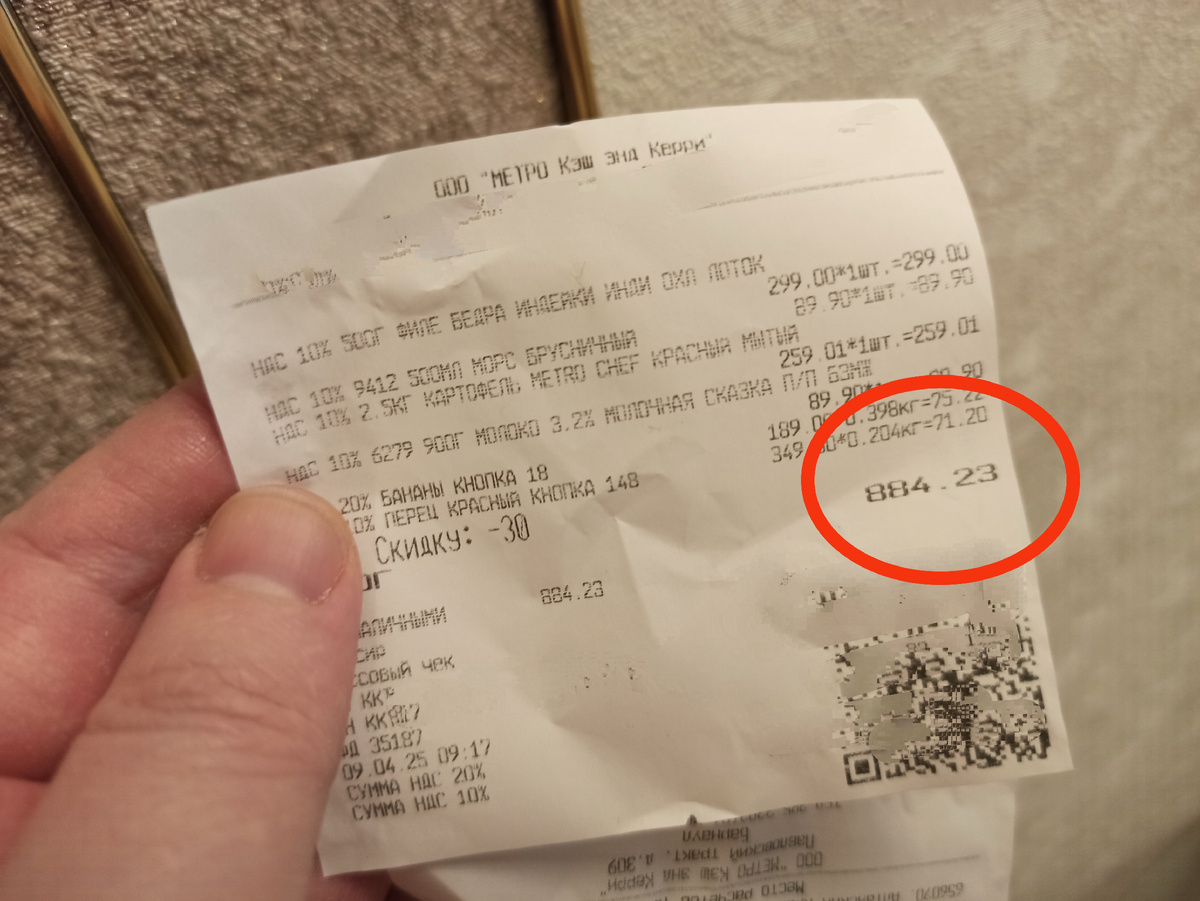 ООО "МЕТРО Кэш энд Керри"
НДС 10% 500Г ФИЛЕ БЕДРА ИНДЕЙКИ ИНДИ ОХЛ ЛОТОК
299.00*1шт.=299.00
НДС 10% 9412 500МЛ МОРС БРУСНИЧНЫЙ
89.90*1шт.=89.90
НДС 10% 2.5КГ КАРТОФЕЛЬ METRO CHEF КРАСНЫЙ МЫТЫЙ
259.01*1шт.=259.01
НДС 10% 6279 900Г МОЛОКО 3.2% МОЛОЧНАЯ СКАЗКА П/П БЗМЖ
89.90
20% БАНАНЫ КНОПКА 18
0.398кг=75.22
ПЕРЕЦ КРАСНЫЙ КНОПКА 148
*0.204кг=71.20
СКИДКУ: -30
884.23
884.23
ЧЕК
35187
09.04.25 09:17
СУММА НДС 20%
СУММА НДС 10%
Барнаул
Павловский тракт, д.309
ООО "МЕТРО Кэш энд Керри"
Место расчетов